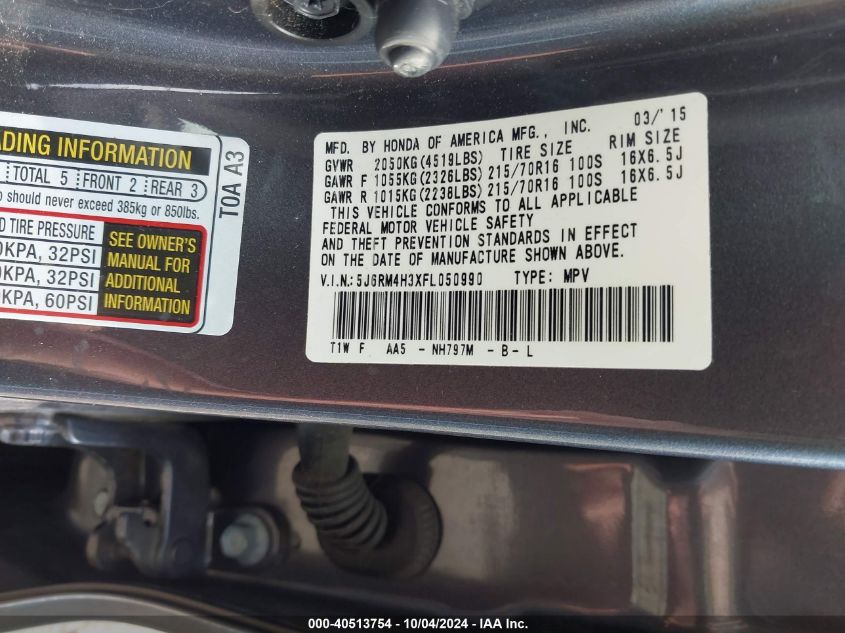 ADING INFORMATION
TOTAL 5 FRONT 2 REAR 3
should never exceed 385kg or 850lbs.
TIRE PRESSURE
KPA, 32PSI
KPA, 32PSI
KPA, 60PSI
SEE OWNER'S
MANUAL FOR
ADDITIONAL
INFORMATION
T0A A3
MFD. BY HONDA OF AMERICA MFG., INC. 03/'15
GVWR 2050KG(4519LBS) TIRE SIZE RIM SIZE
GAWR F 1055KG(2326LBS) 215/70R16 100S 16X6.5J
GAWR R 1015KG(2238LBS) 215/70R16 100S 16X6.5J
THIS VEHICLE CONFORMS TO ALL APPLICABLE
FEDERAL MOTOR VEHICLE SAFETY
AND THEFT PREVENTION STANDARDS IN EFFECT
ON THE DATE OF MANUFACTURE SHOWN ABOVE.
V.I.N.: 5J6RM4H3XFL050990 TYPE: MPV
T1W F AA5 - NH797M - B - L
000-40513754 - 10/04/2024 - IAA Inc.